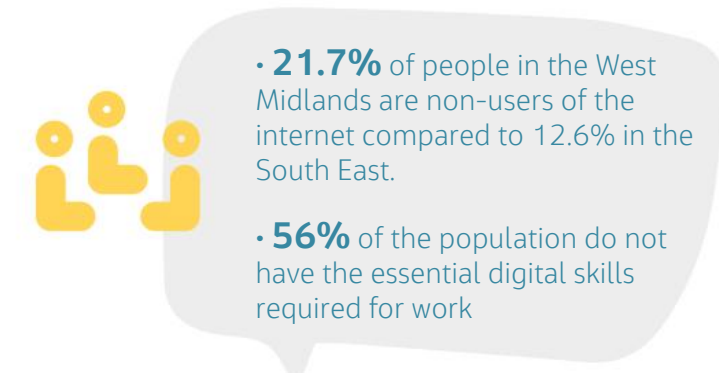 · 21.7% of people in the West
Midlands are non-users of the
internet compared to 12.6% in the
South East.
· 56% of the population do not
have the essential digital skills
required for work